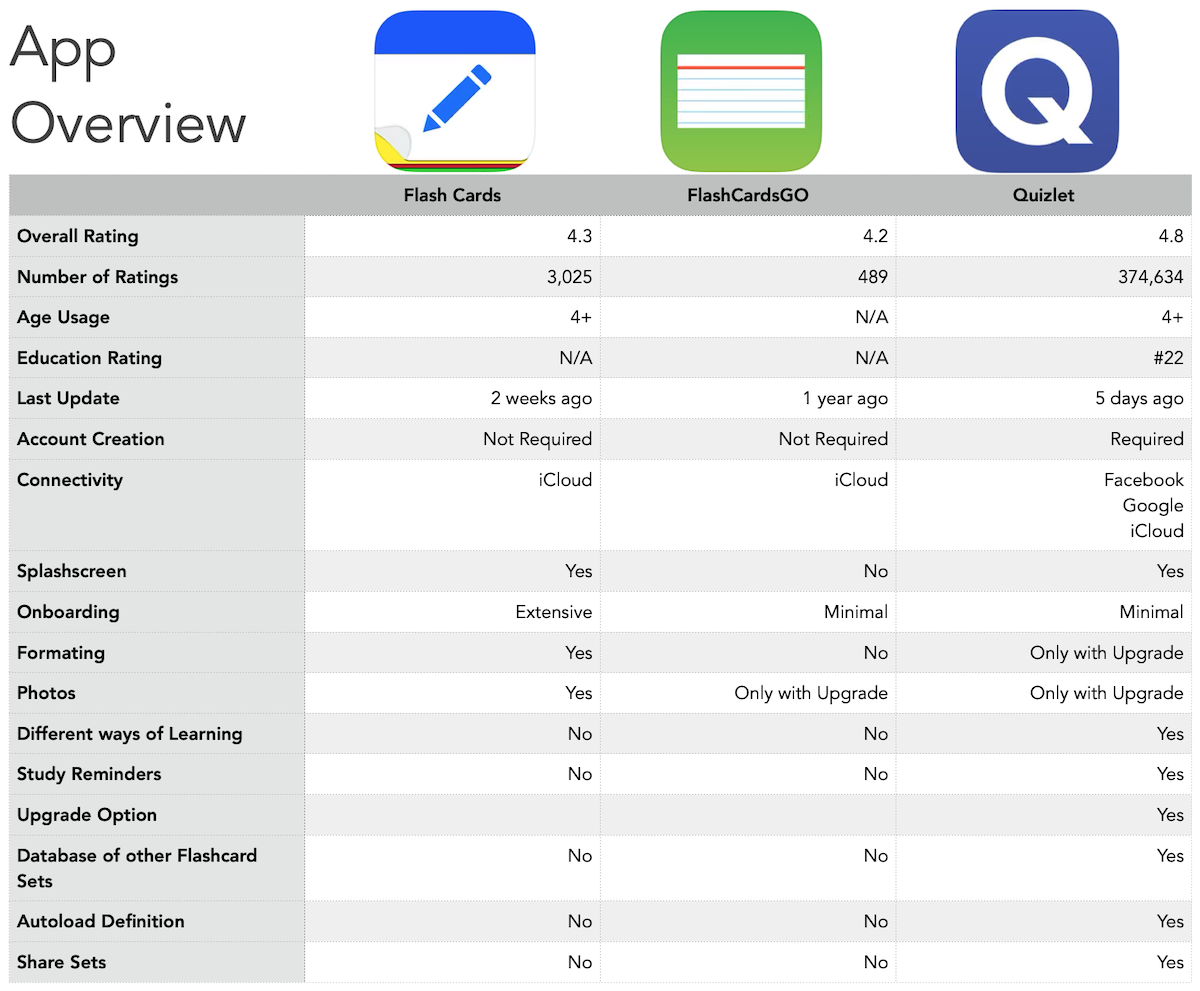 App
Overview
Flash Cards FlashCardsGO Quizlet
Overall Rating 4.3 4.2 4.8
Number of Ratings 3,025 489 374,634
Age Usage 4+ N/A 4+
Education Rating N/A N/A #22
Last Update 2 weeks ago 1 year ago 5 days ago
Account Creation Not Required Not Required Required
Connectivity iCloud iCloud Facebook
Google
iCloud
Splashscreen Yes No Yes
Onboarding Extensive Minimal Minimal
Formating Yes No Only with Upgrade
Photos Yes Only with Upgrade Only with Upgrade
Different ways of Learning No No Yes
Study Reminders No No Yes
Upgrade Option Yes
Database of other Flashcard No No Yes
Sets
Autoload Definition No No Yes
Share Sets No No Yes